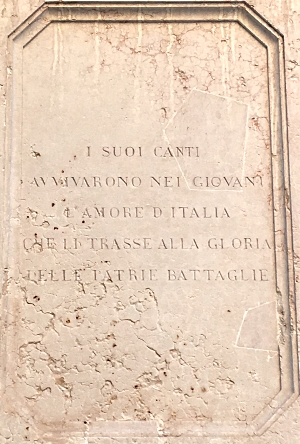 I SUOI CANTI
AVVIVARONO NEI GIOVANI
L'AMORE D'ITALIA
CHE LI TRASSE ALLA GLORIA
DELLE PATRIE BATTAGLIE